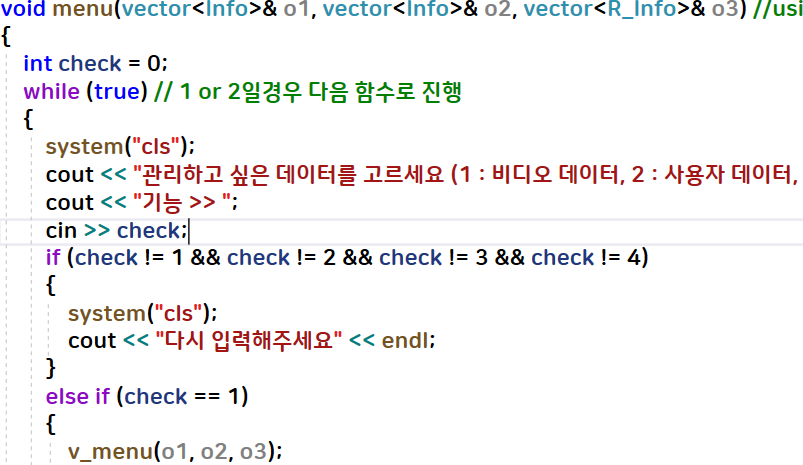 void menu(vector<Info>& o1, vector<Info>& o2, vector<R_Info>& o3) //usi
{
int check = 0;
while (true) // 1 or 2일경우 다음 함수로 진행
{
system("cls");
cout << "관리하고 싶은 데이터를 고르세요 (1 : 비디오 데이터, 2 : 사용자 데이터,
cout << "기능 >> ";
cin >> check;
if (check != 1 && check != 2 && check != 3 && check != 4)
{
system("cls");
cout << "다시 입력해주세요" << endl;
}
else if (check == 1)
{
v_menu(o1, o2, o3);